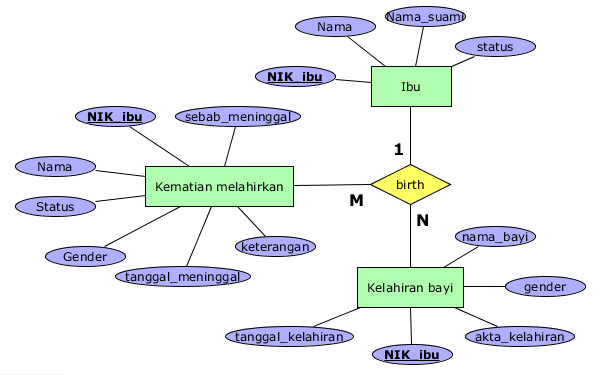 Nama_suami
Nama
status
NIK_ibu
Ibu
NIK_ibu
sebab_meninggal
1
Nama
Kematian melahirkan
birth
M
Status
N
nama_bayi
Gender
keterangan
tanggal_meninggal
Kelahiran bayi
gender
tanggal_kelahiran
akta_kelahiran
NIK_ibu